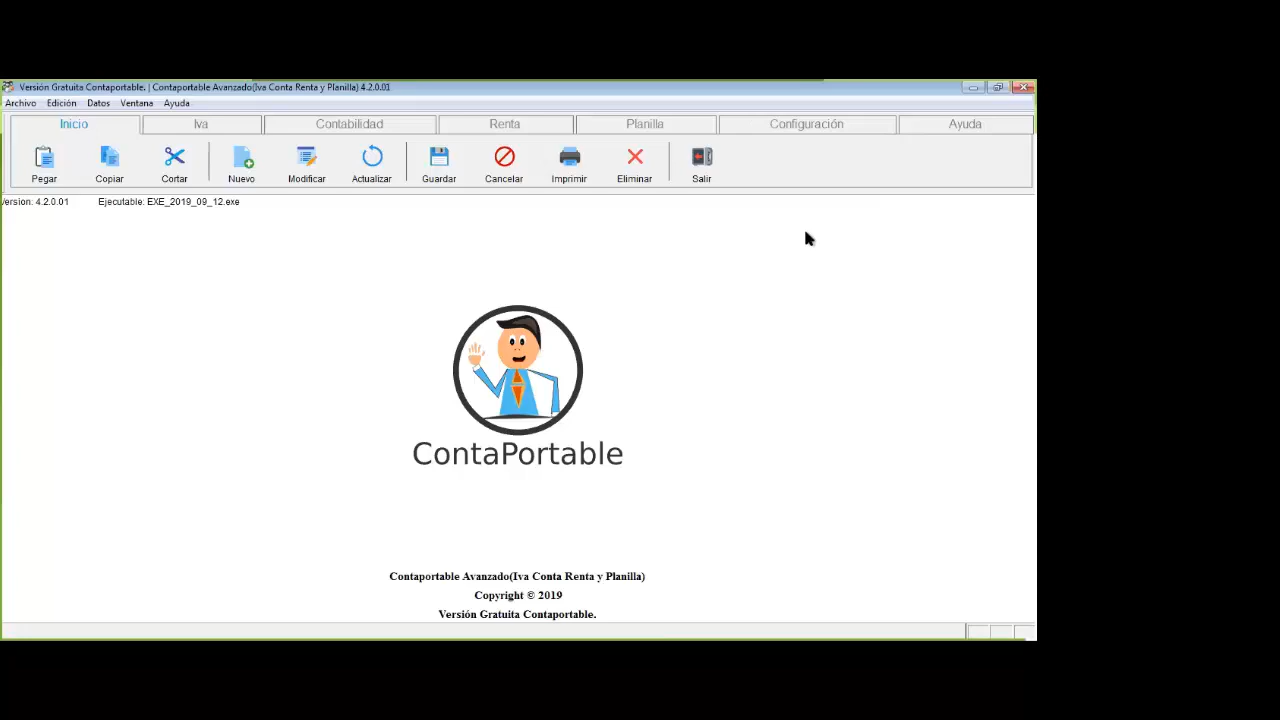 Versión Gratuita Contaportable. | Contaportable Avanzado(Iva Conta Renta y Planilla) 4.2.0.01
Archivo Edición Datos Ventana Ayuda
Inicio Iva Contabilidad Renta Planilla Configuración Ayuda
Pegar Copiar Cortar Nuevo Modificar Actualizar Guardar Cancelar Imprimir Eliminar Salir
Version: 4.2.0.01 Ejecutable: EXE_2019_09_12.exe
ContaPortable
Contaportable Avanzado(Iva Conta Renta y Planilla)
Copyright © 2019
Versión Gratuita Contaportable.